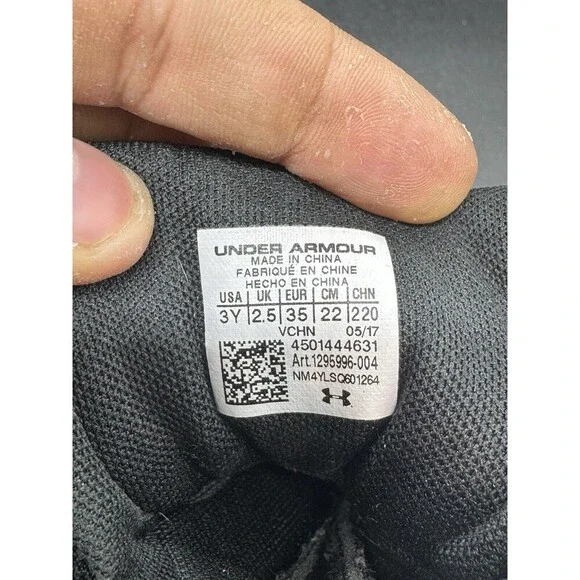 UNDER ARMOUR
MADE IN CHINA
FABRIQUÉ EN CHINE
HECHO EN CHINA
USA UK EUR CM CHN
3Y 2.5 35 22 220
VCHN 05/17
4501444631
Art.1295996-004
NM4YLSQ601264